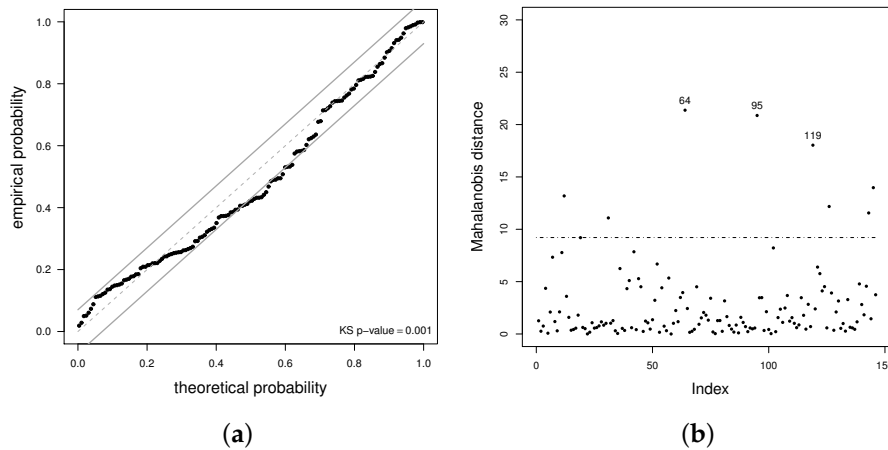 1.0
0.8
0.6
0.4
0.2
0.0
empirical probability
KS p−value = 0.001
0.0 0.2 0.4 0.6 0.8 1.0
theoretical probability
(a)
30
25
20
15
10
5
0
Mahalanobis distance
64
95
119
0 50 100 150
Index
(b)